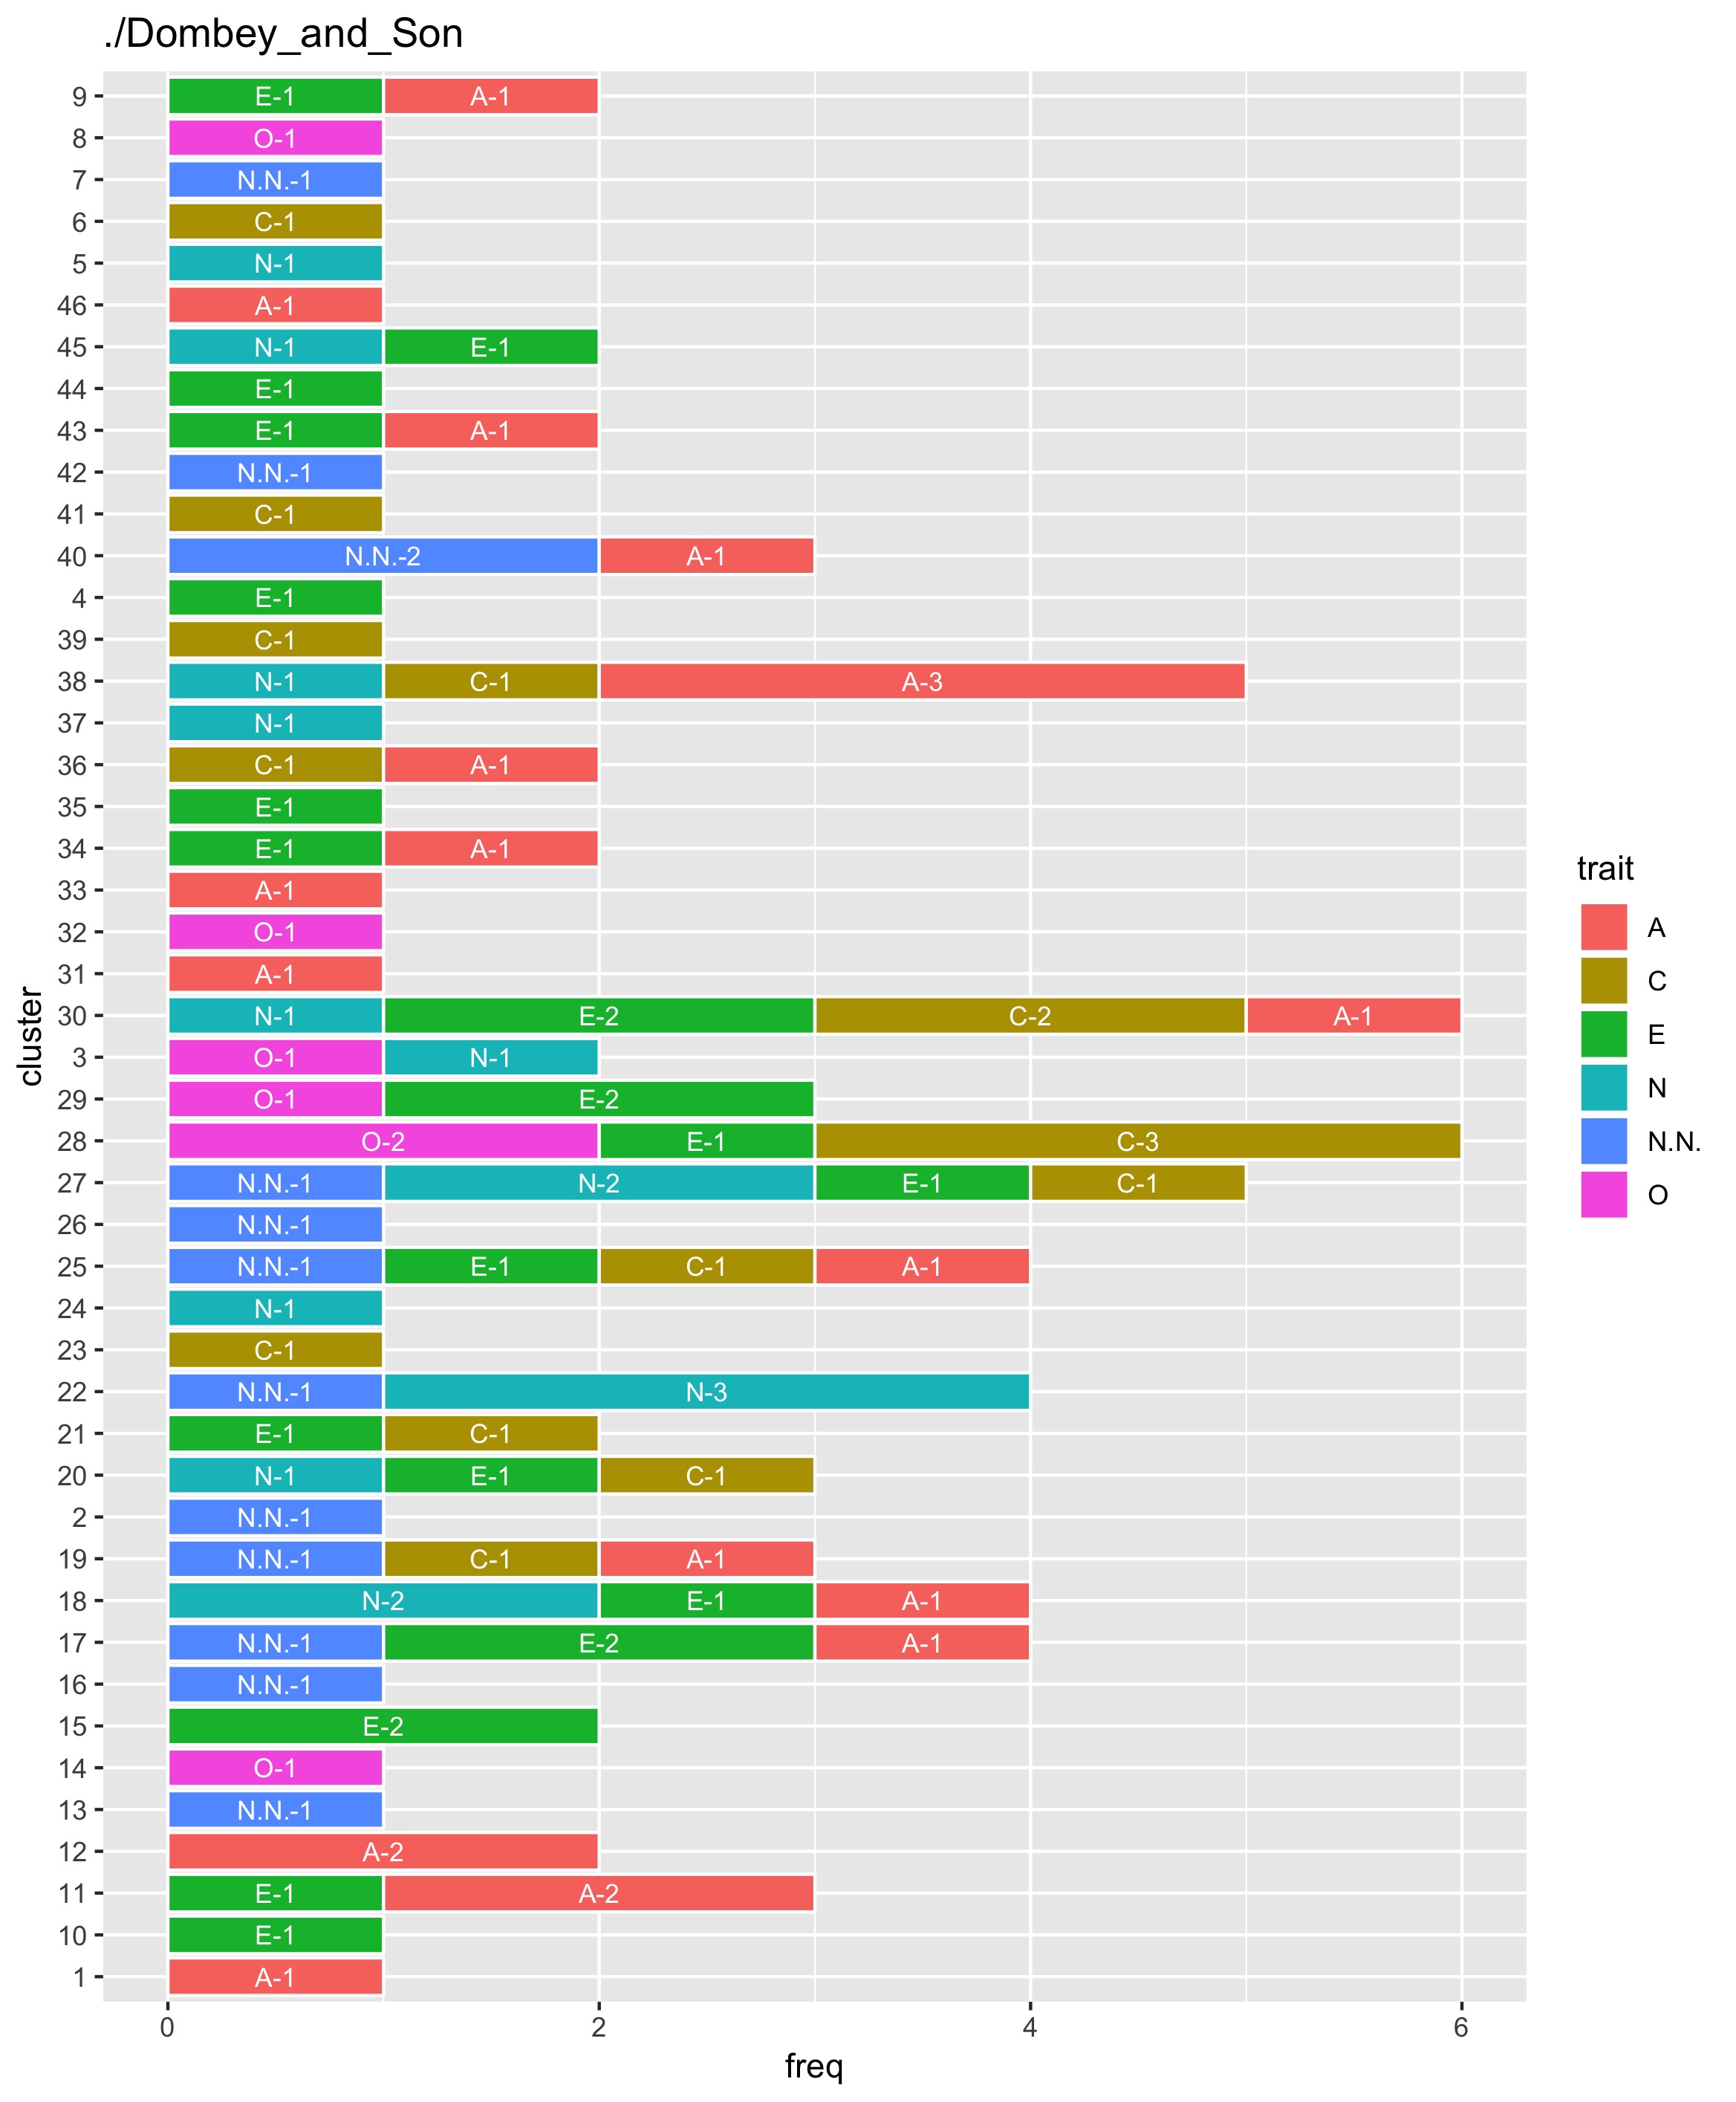 ./Dombey_and_Son
9 E-1 A-1
8 O-1
7 N.N.-1
6 C-1
5 N-1
46 A-1
45 N-1 E-1
44 E-1
43 E-1 A-1
42 N.N.-1
41 C-1
40 N.N.-2 A-1
4 E-1
39 C-1
38 N-1 C-1 A-3
37 N-1
36 C-1 A-1
35 E-1
34 E-1 A-1
33 A-1
32 O-1
31 A-1
30 N-1 E-2 C-2 A-1
3 O-1 N-1
29 O-1 E-2
28 O-2 E-1 C-3
27 N.N.-1 N-2 E-1 C-1
26 N.N.-1
25 N.N.-1 E-1 C-1 A-1
24 N-1
23 C-1
22 N.N.-1 N-3
21 E-1 C-1
20 N-1 E-1 C-1
2 N.N.-1
19 N.N.-1 C-1 A-1
18 N-2 E-1 A-1
17 N.N.-1 E-2 A-1
16 N.N.-1
15 E-2
14 O-1
13 N.N.-1
12 A-2
11 E-1 A-2
10 E-1
1 A-1
0 2 4 6
freq
cluster
trait
A
C
E
N
N.N.
O